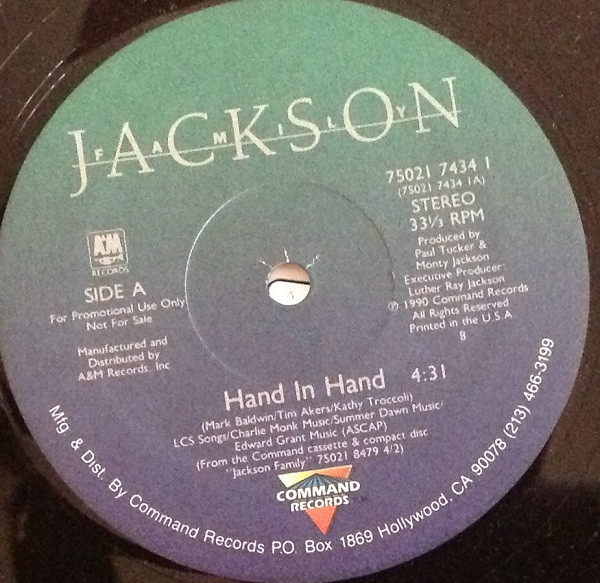 JACKSON
FAMILY
75021 7434 1
(75021 7434 1A)
STEREO
33⅓ RPM
Produced by
Paul Tucker &
Monty Jackson
Executive Producer:
Luther Ray Jackson
℗ 1990 Command Records
All Rights Reserved
Printed in the U.S.A
B
A&M
RECORDS
SIDE A
For Promotional Use Only
Not For Sale
Manufactured and
Distributed by
A&M Records. Inc
Hand In Hand 4:31
(Mark Baldwin/Tim Akers/Kathy Troccoli)
LCS Songs/Charlie Monk Music/Summer Dawn Music/
Edward Grant Music (ASCAP)
(From the Command cassette & compact disc
"Jackson Family" 75021 8479 4/2)
COMMAND
RECORDS
Mfg. & Dist. By Command Records P.O. Box 1869 Hollywood, CA 90078 (213) 466-3199